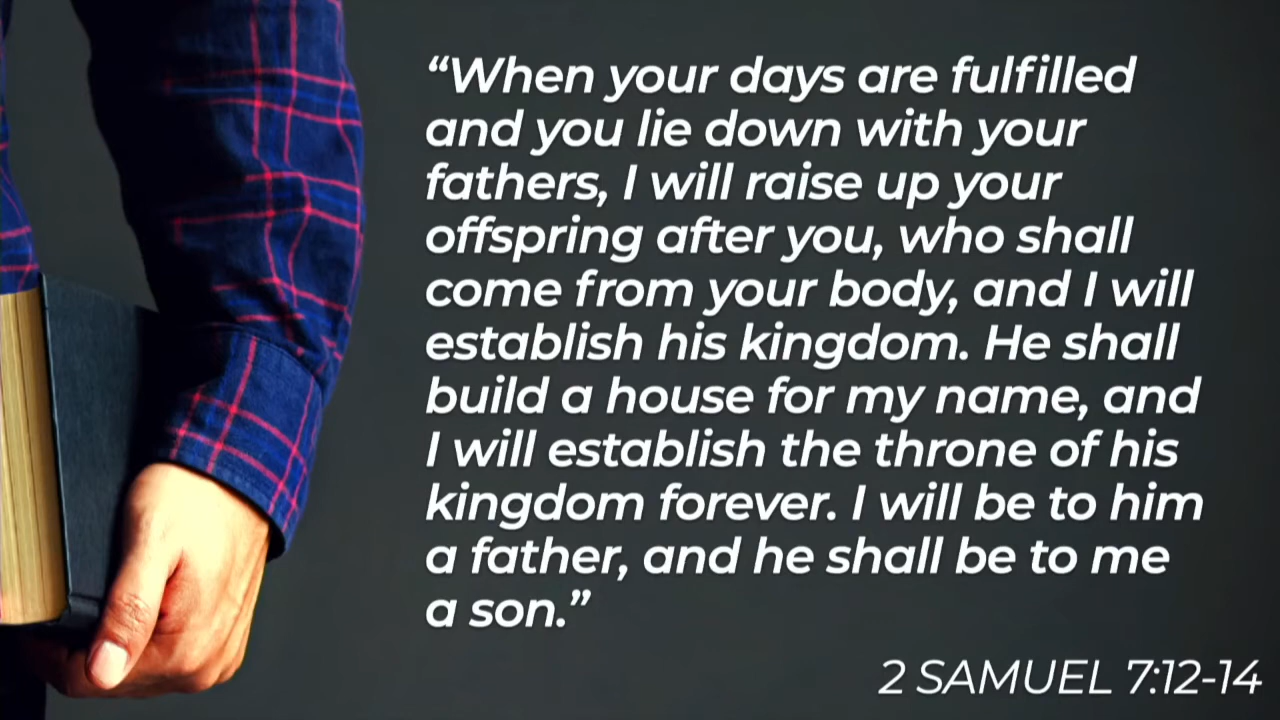 “When your days are fulfilled
and you lie down with your
fathers, I will raise up your
offspring after you, who shall
come from your body, and I will
establish his kingdom. He shall
build a house for my name, and
I will establish the throne of his
kingdom forever. I will be to him
a father, and he shall be to me
a son.”
2 SAMUEL 7:12-14